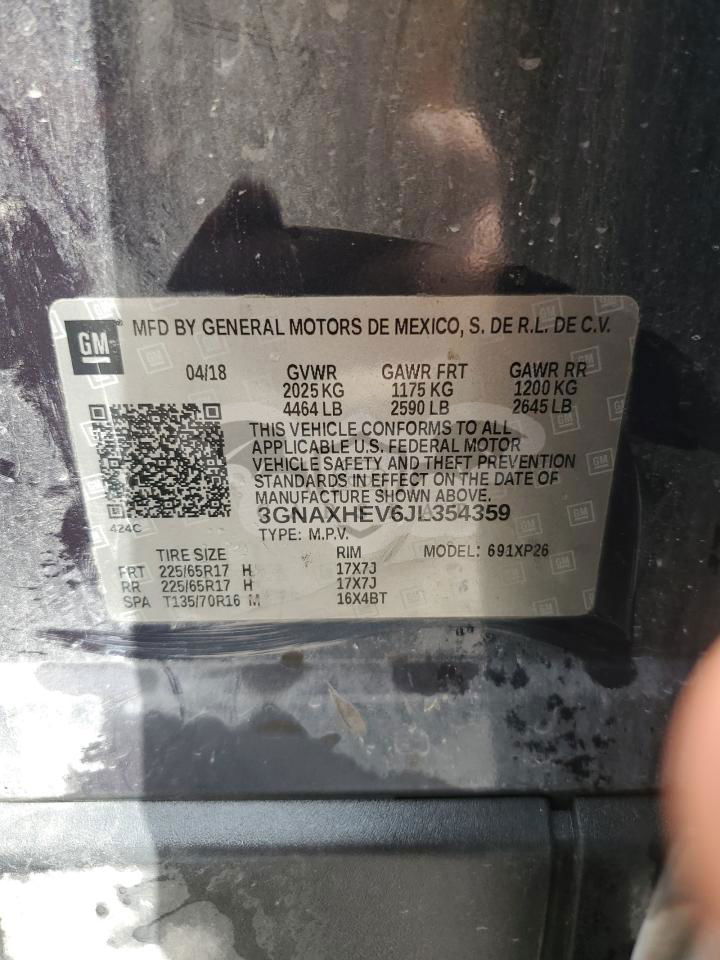 GM
MFD BY GENERAL MOTORS DE MEXICO, S. DE R.L. DE C.V.
04/18 GVWR GAWR FRT GAWR RR
2025 KG 1175 KG 1200 KG
4464 LB 2590 LB 2645 LB
THIS VEHICLE CONFORMS TO ALL
APPLICABLE U.S. FEDERAL MOTOR
VEHICLE SAFETY AND THEFT PREVENTION
STANDARDS IN EFFECT ON THE DATE OF
MANUFACTURE SHOWN ABOVE.
3GNAXHEV6JL354359
424C
TYPE: M.P.V.
TIRE SIZE RIM MODEL: 691XP26
FRT 225/65R17 H 17X7J
RR 225/65R17 H 17X7J
SPA T135/70R16 M 16X4BT